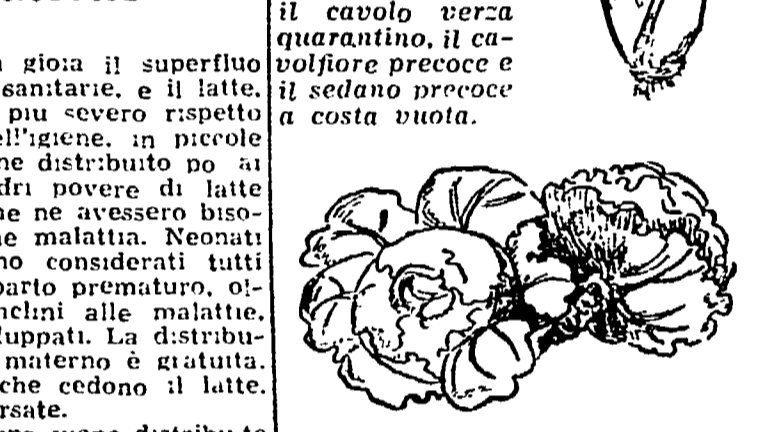 gioia il superfluo
sanitarie, e il latte,
piu severo rispetto
ell'igiene, in piccole
ne distribuito po ai
dri povere di latte
he ne avessero biso-
ne malattia. Neonati
no considerati tutti
parto prematuro, ol-
nclini alle malattie,
luppati. La distribu-
materno è gratuita.
che cedono il latte.
rsate.
il cavolo verza
quarantino, il ca-
volfiore precoce e
il sedano precoce
a costa vuota.